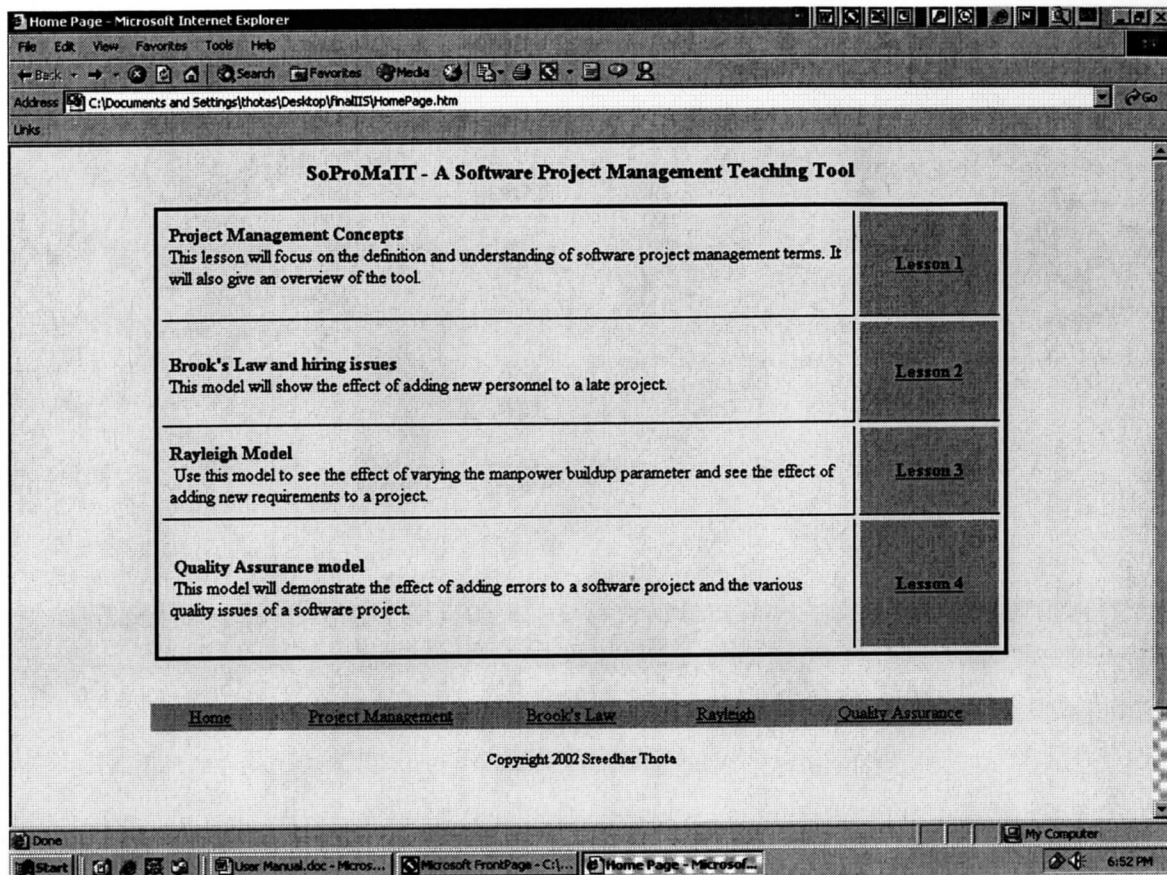 Home Page - Microsoft Internet Explorer
File Edit View Favorites Tools Help
Back Search Favorites Media
Address C:\Documents and Settings\thotas\Desktop\finalIIS\HomePage.htm Go
Links
SoProMaTT - A Software Project Management Teaching Tool
Project Management Concepts
This lesson will focus on the definition and understanding of software project management terms. It
will also give an overview of the tool.
Lesson 1
Brook's Law and hiring issues
This model will show the effect of adding new personnel to a late project.
Lesson 2
Rayleigh Model
Use this model to see the effect of varying the manpower buildup parameter and see the effect of
adding new requirements to a project.
Lesson 3
Quality Assurance model
This model will demonstrate the effect of adding errors to a software project and the various
quality issues of a software project.
Lesson 4
Home Project Management Brook's Law Rayleigh Quality Assurance
Copyright 2002 Sreedhar Thota
Done My Computer
Start User Manual.doc - Micros... Microsoft FrontPage - C:\... Home Page - Microsof... 6:52 PM